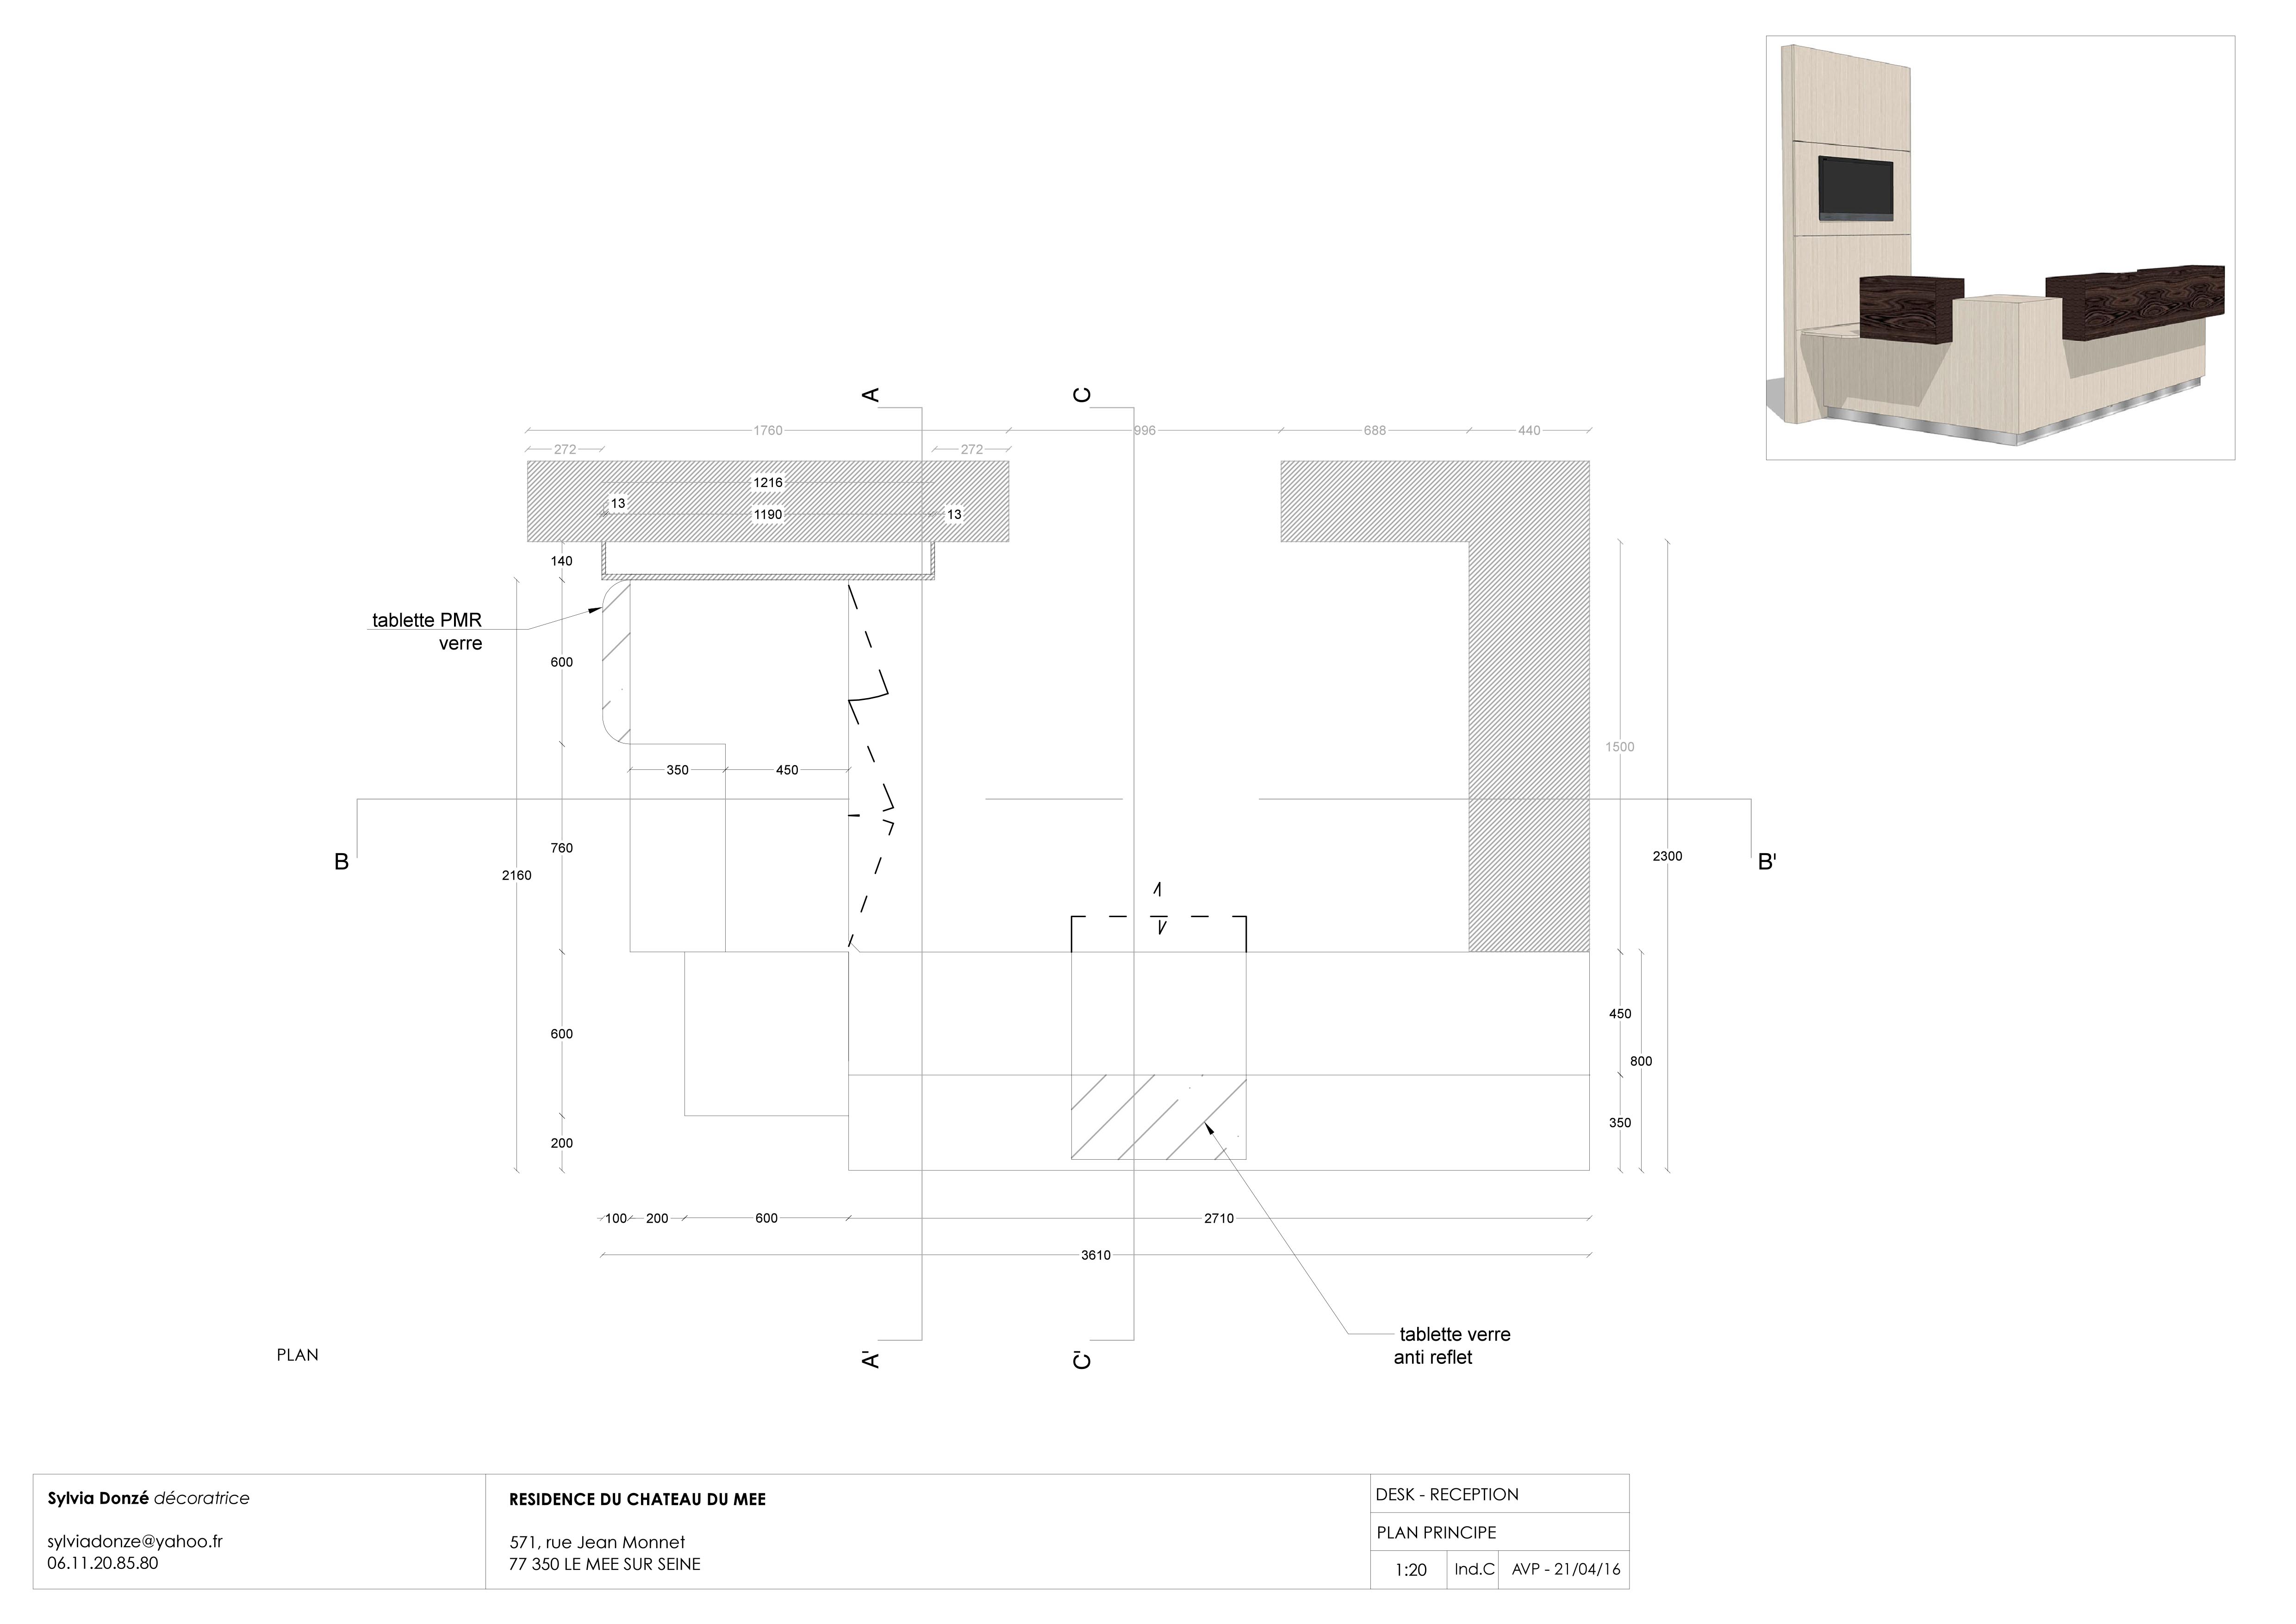 A
C
1760
996
688
440
272
272
1216
13
1190
13
140
tablette PMR
verre
600
1500
350
450
B
760
2160
2300
B'
600
450
800
350
200
100
200
600
2710
3610
tablette verre
anti reflet
PLAN
A'
C'
Sylvia Donzé décoratrice
sylviadonze@yahoo.fr
06.11.20.85.80
RESIDENCE DU CHATEAU DU MEE
571, rue Jean Monnet
77 350 LE MEE SUR SEINE
DESK - RECEPTION
PLAN PRINCIPE
1:20
Ind.C
AVP - 21/04/16